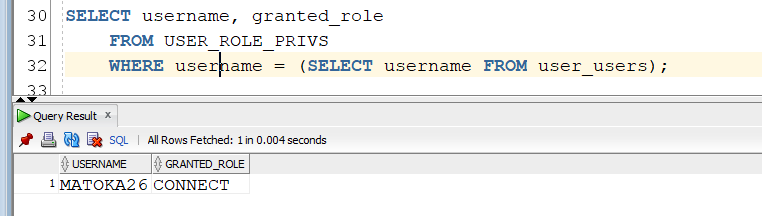 30 SELECT username, granted_role
31 FROM USER_ROLE_PRIVS
32 WHERE username = (SELECT username FROM user_users);
33
Query Result x
SQL | All Rows Fetched: 1 in 0.004 seconds
USERNAME GRANTED_ROLE
1 MATOKA26 CONNECT